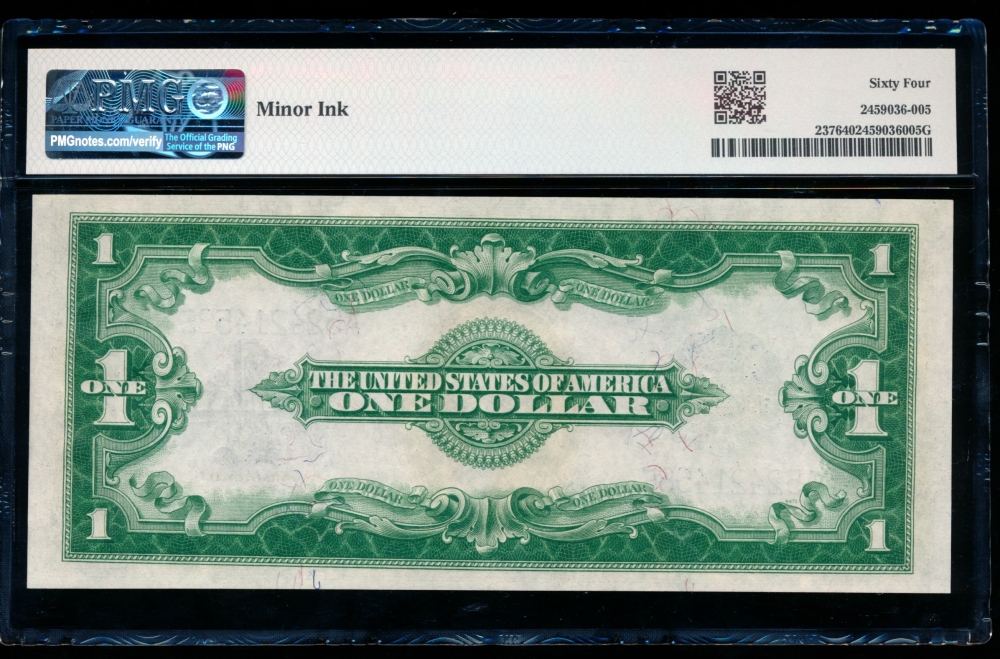 PMG
PAPER MONEY GUARANTY
PMGnotes.com/verify
The Official Grading
Service of the PNG
Minor Ink
Sixty Four
2459036-005
2376402459036005G
1
1
ONE DOLLAR
ONE DOLLAR
1
ONE
THE UNITED STATES OF AMERICA
ONE DOLLAR
1
ONE
ONE DOLLAR
ONE DOLLAR
1
1